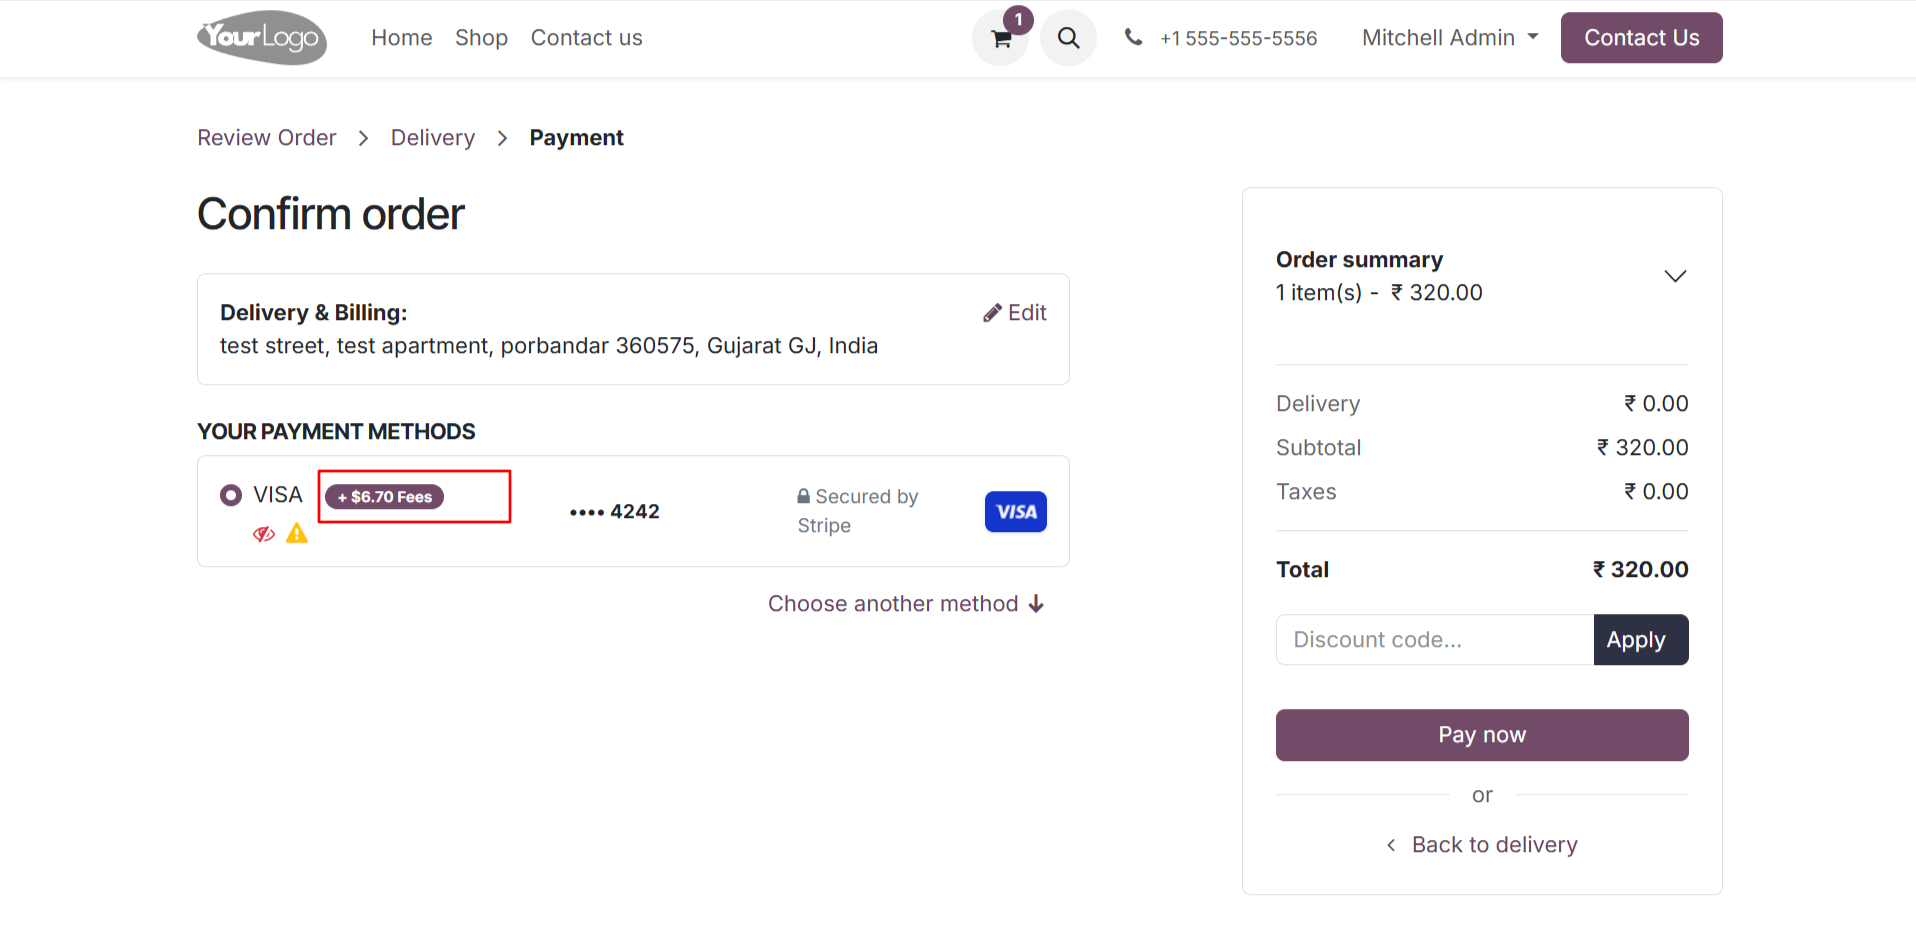 YourLogo
Home Shop Contact us
1
+1 555-555-5556
Mitchell Admin
Contact Us
Review Order > Delivery > Payment
Confirm order
Delivery & Billing:
Edit
test street, test apartment, porbandar 360575, Gujarat GJ, India
YOUR PAYMENT METHODS
VISA + $6.70 Fees
•••• 4242
Secured by
Stripe
VISA
Choose another method
Order summary
1 item(s) - ₹ 320.00
Delivery ₹ 0.00
Subtotal ₹ 320.00
Taxes ₹ 0.00
Total ₹ 320.00
Discount code... Apply
Pay now
or
Back to delivery